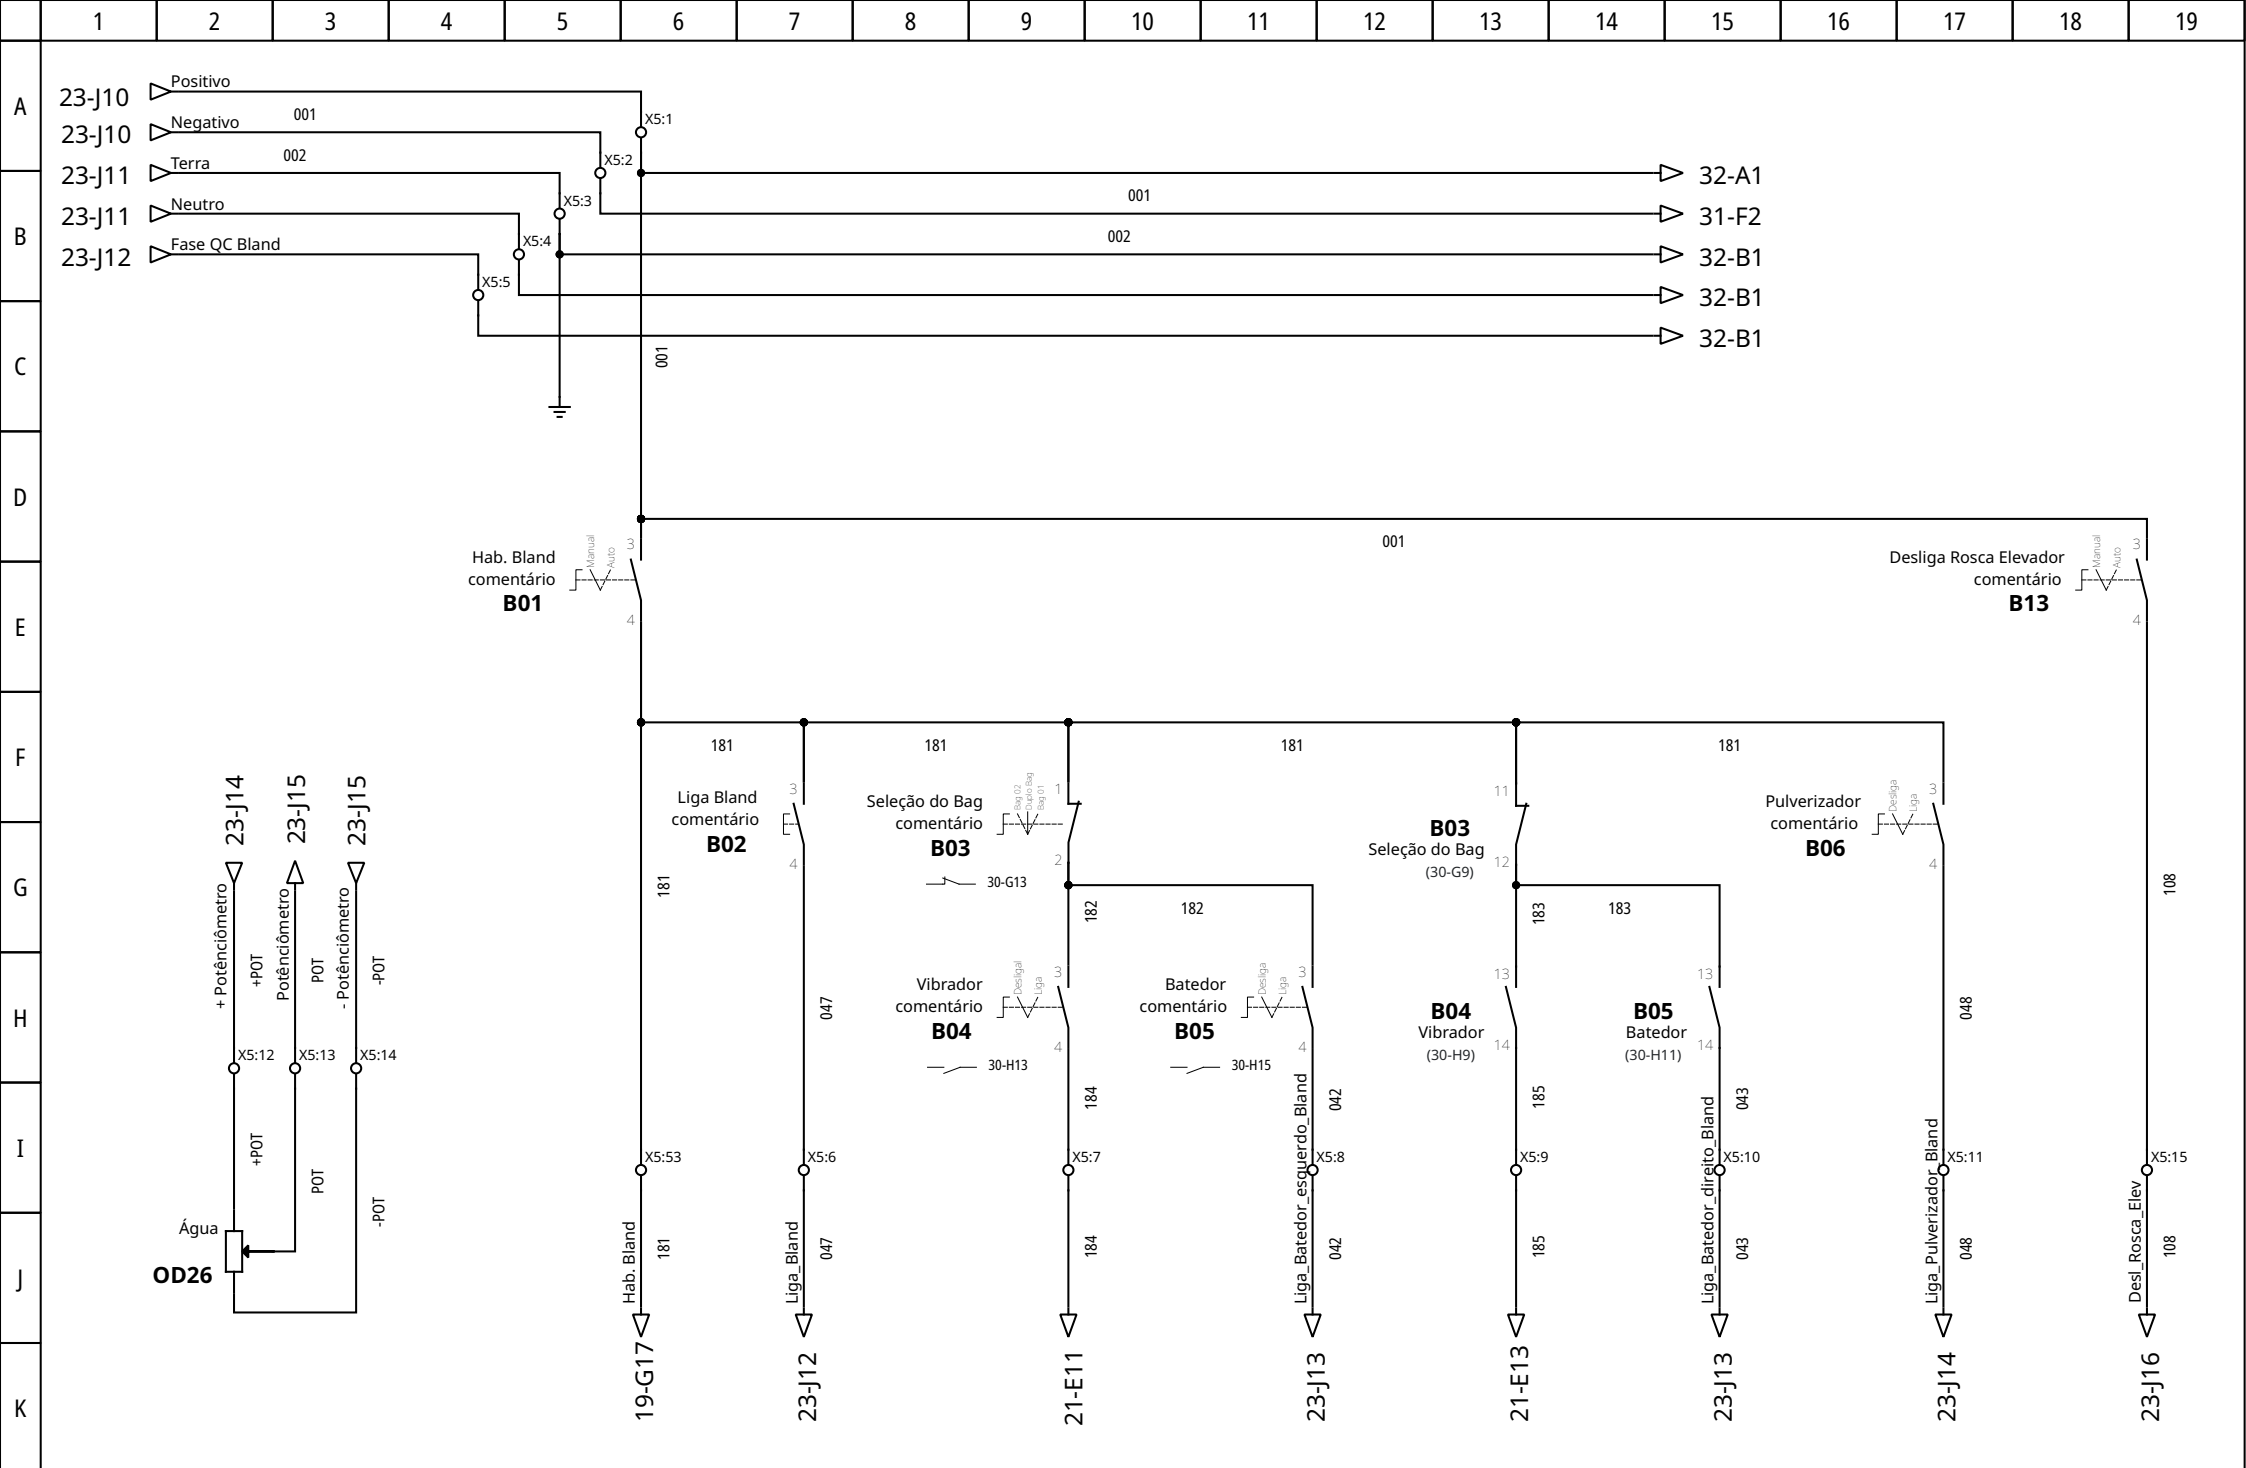 1 2 3 4 5 6 7 8 9 10 11 12 13 14 15 16 17 18 19
A
B
C
D
E
F
G
H
I
J
K
23-J10 Positivo
001
23-J10 Negativo
002
23-J11 Terra
23-J11 Neutro
23-J12 Fase QC Bland
X5:1
X5:2
X5:3
X5:4
X5:5
32-A1
001
31-F2
002
32-B1
32-B1
32-B1
001
001
Hab. Bland
comentário
B01
Manual
Auto
3
4
Desliga Rosca Elevador
comentário
B13
Manual
Auto
3
4
181
181
181
181
Liga Bland
comentário
B02
3
4
Seleção do Bag
comentário
B03
Bag 02
Duplo Bag
Bag 01
1
2
30-G13
11
B03
Seleção do Bag
(30-G9)
12
Pulverizador
comentário
B06
Desliga
Liga
3
4
23-J14
23-J15
23-J15
+ Potênciômetro
+POT
Potênciômetro
POT
- Potênciômetro
-POT
X5:12
X5:13
X5:14
+POT
POT
-POT
Água
OD26
181
182
182
183
183
108
Vibrador
comentário
B04
Desligal
Liga
3
4
30-H13
Batedor
comentário
B05
Desliga
Liga
3
4
30-H15
13
B04
Vibrador
(30-H9)
14
13
B05
Batedor
(30-H11)
14
047
048
184
042
185
043
X5:53
X5:6
X5:7
X5:8
X5:9
X5:10
X5:11
X5:15
Hab. Bland
181
Liga_Bland
047
184
Liga_Batedor_esquerdo_Bland
042
185
Liga_Batedor_direito_Bland
043
Liga_Pulverizador_Bland
048
Desl_Rosca_Elev
108
19-G17
23-J12
21-E11
23-J13
21-E13
23-J13
23-J14
23-J16